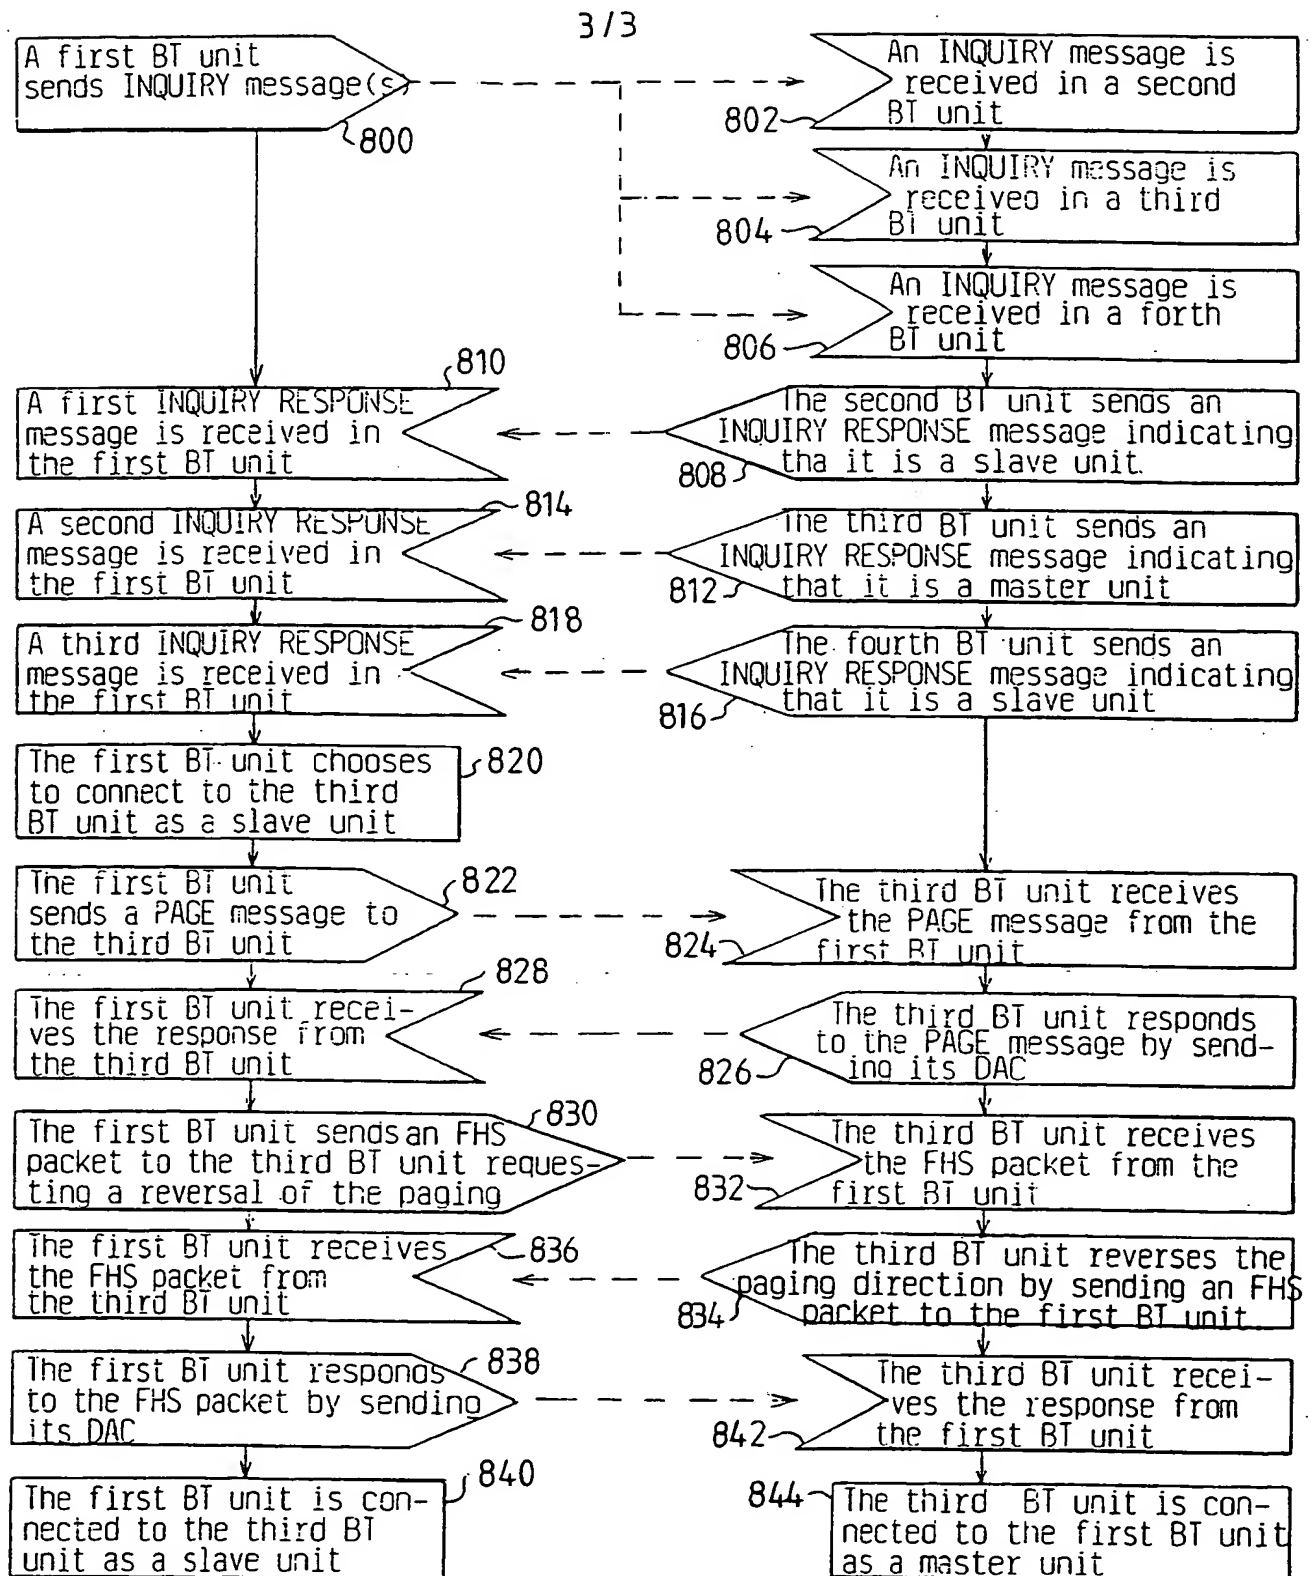 3/3
A first BT unit
sends INQUIRY message(s)
800
An INQUIRY message is
received in a second
BT unit
802
An INQUIRY message is
received in a third
BT unit
804
An INQUIRY message is
received in a forth
BT unit
806
810
A first INQUIRY RESPONSE
message is received in
the first BT unit
The second BT unit sends an
INQUIRY RESPONSE message indicating
tha it is a slave unit.
808
814
A second INQUIRY RESPONSE
message is received in
the first BT unit
The third BT unit sends an
INQUIRY RESPONSE message indicating
that it is a master unit
812
818
A third INQUIRY RESPONSE
message is received in
the first BT unit
The fourth BT unit sends an
INQUIRY RESPONSE message indicating
that it is a slave unit
816
The first BT unit chooses
to connect to the third
BT unit as a slave unit
820
The first BT unit
sends a PAGE message to
the third BT unit
822
The third BT unit receives
the PAGE message from the
first BT unit
824
828
The first BT unit recei-
ves the response from
the third BT unit
The third BT unit responds
to the PAGE message by send-
ing its DAC
826
830
The first BT unit sends an FHS
packet to the third BT unit reques-
ting a reversal of the paging
The third BT unit receives
the FHS packet from the
first BT unit
832
The first BT unit receives
the FHS packet from
the third BT unit
836
The third BT unit reverses the
paging direction by sending an FHS
packet to the first BT unit
834
The first BT unit responds
to the FHS packet by sending
its DAC
838
The third BT unit recei-
ves the response from
the first BT unit
842
840
The first BT unit is con-
nected to the third BT
unit as a slave unit
844
The third BT unit is con-
nected to the first BT unit
as a master unit